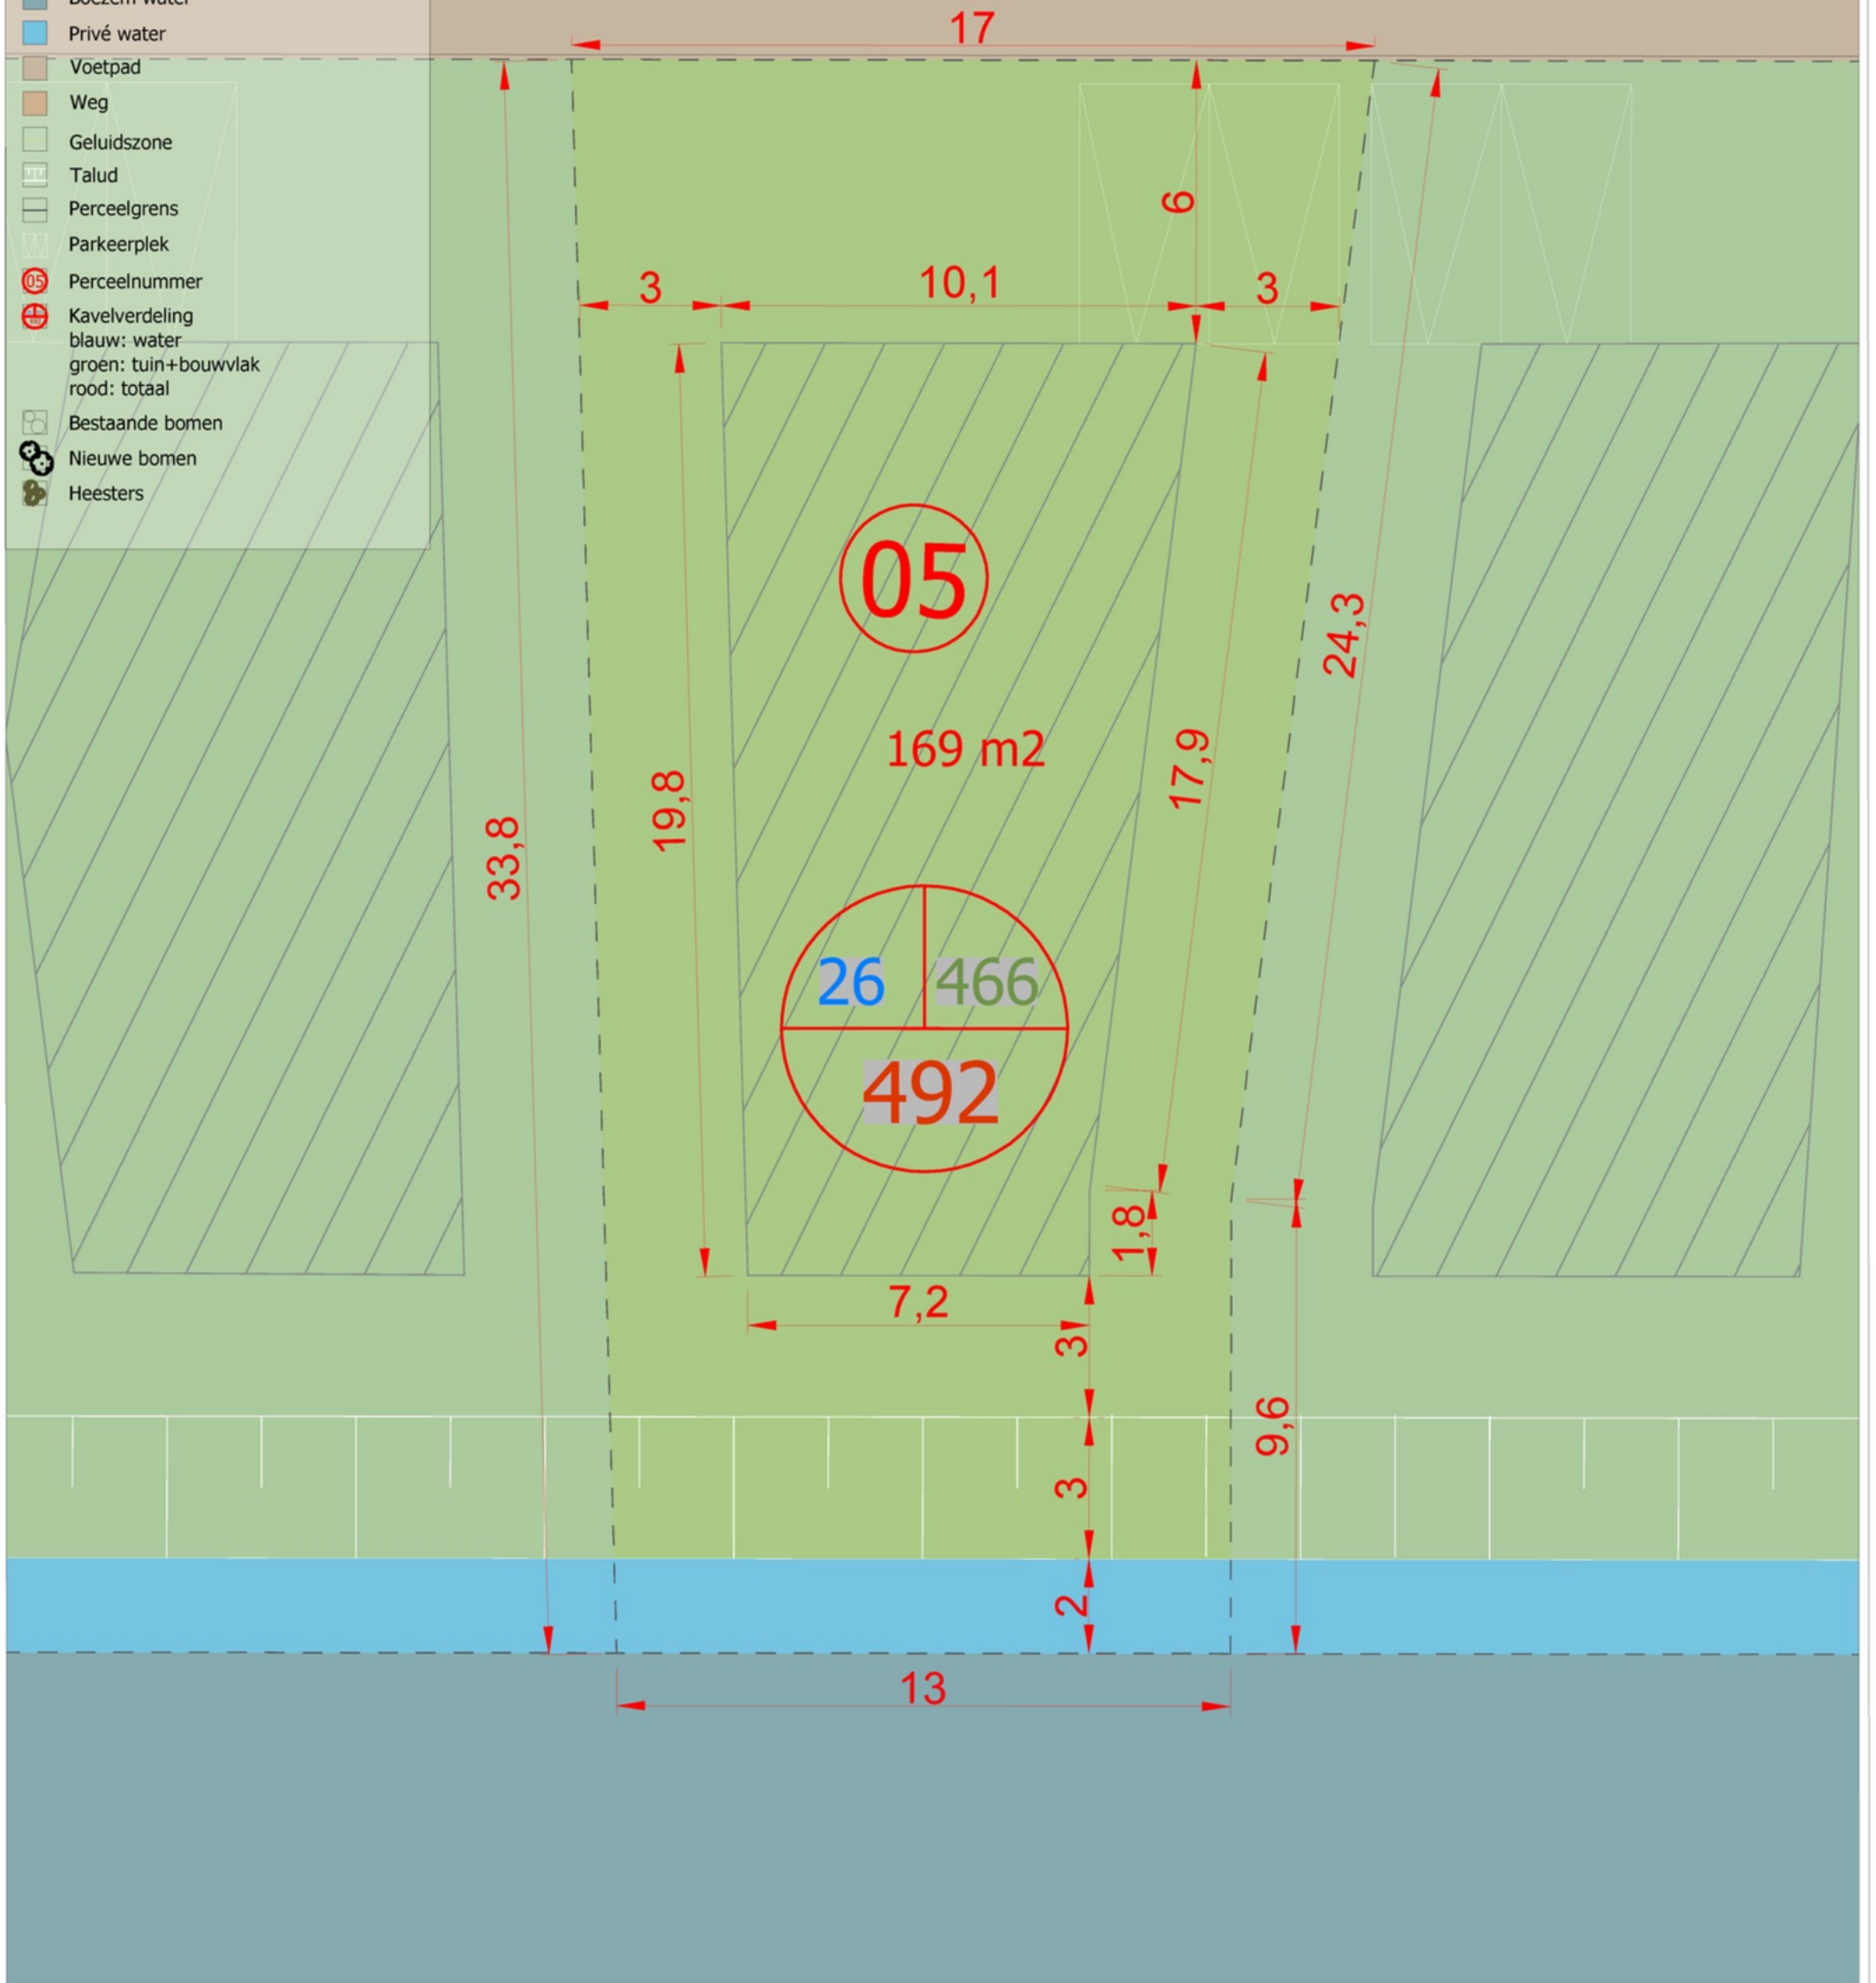 Boezem water
Privé water
Voetpad
Weg
Geluidszone
Talud
Perceelgrens
Parkeerplek
05
Perceelnummer
Kavelverdeling
blauw: water
groen: tuin+bouwvlak
rood: totaal
Bestaande bomen
Nieuwe bomen
Heesters
17
6
3
10,1
3
05
24,3
169 m2
17,9
19,8
33,8
26
466
492
1,8
7,2
3
9,6
3
2
13